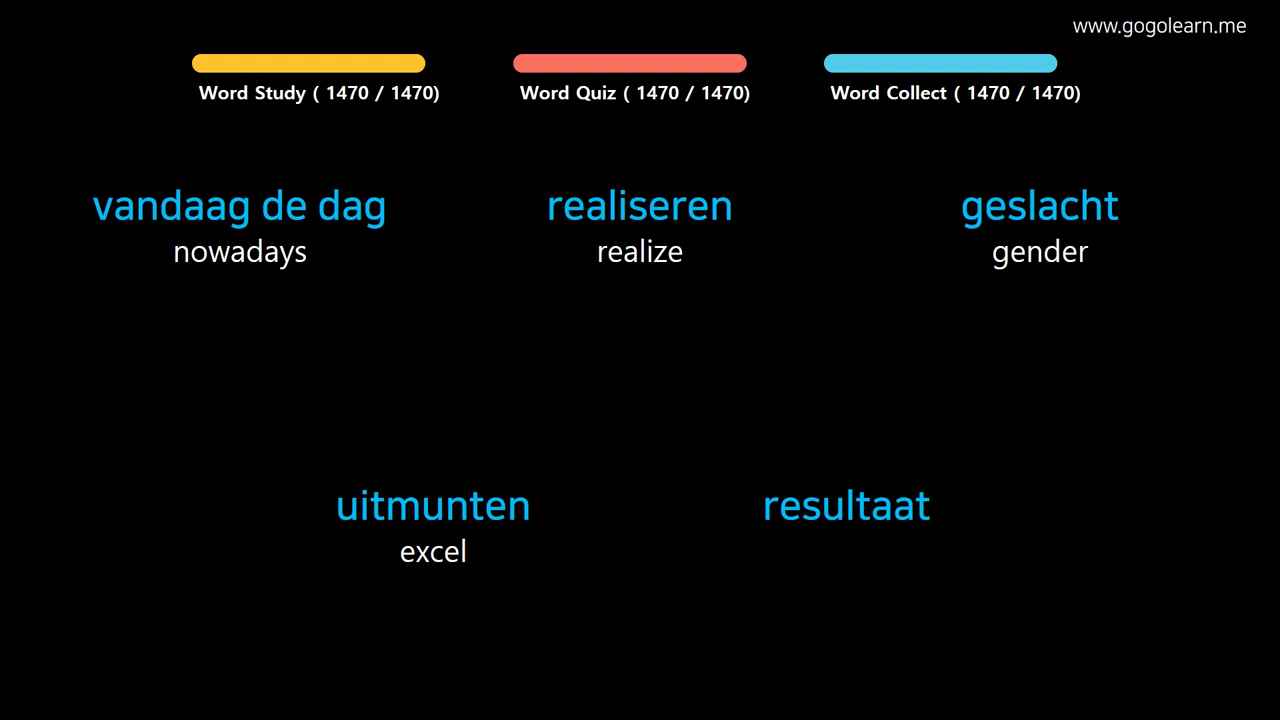 www.gogolearn.me
Word Study ( 1470 / 1470)
Word Quiz ( 1470 / 1470)
Word Collect ( 1470 / 1470)
vandaag de dag
nowadays
realiseren
realize
geslacht
gender
uitmunten
excel
resultaat